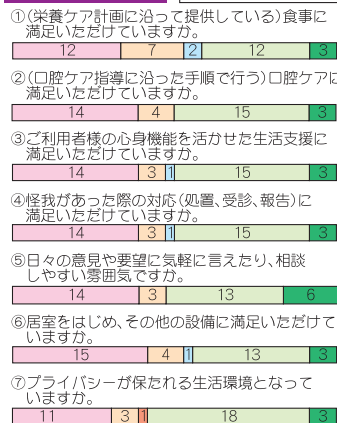 ①(栄養ケア計画に沿って提供している)食事に
満足いただけていますか。
12 7 2 12 3
②(口腔ケア指導に沿った手順で行う)口腔ケアに
満足いただけていますか。
14 4 15 3
③ご利用者様の心身機能を活かせた生活支援に
満足いただけていますか。
14 3 1 15 3
④怪我があった際の対応(処置、受診、報告)に
満足いただけていますか。
14 3 1 15 3
⑤日々の意見や要望に気軽に言えたり、相談
しやすい雰囲気ですか。
14 3 13 6
⑥居室をはじめ、その他の設備に満足いただけて
いますか。
15 4 1 13 3
⑦プライバシーが保たれる生活環境となって
いますか。
11 3 1 18 3